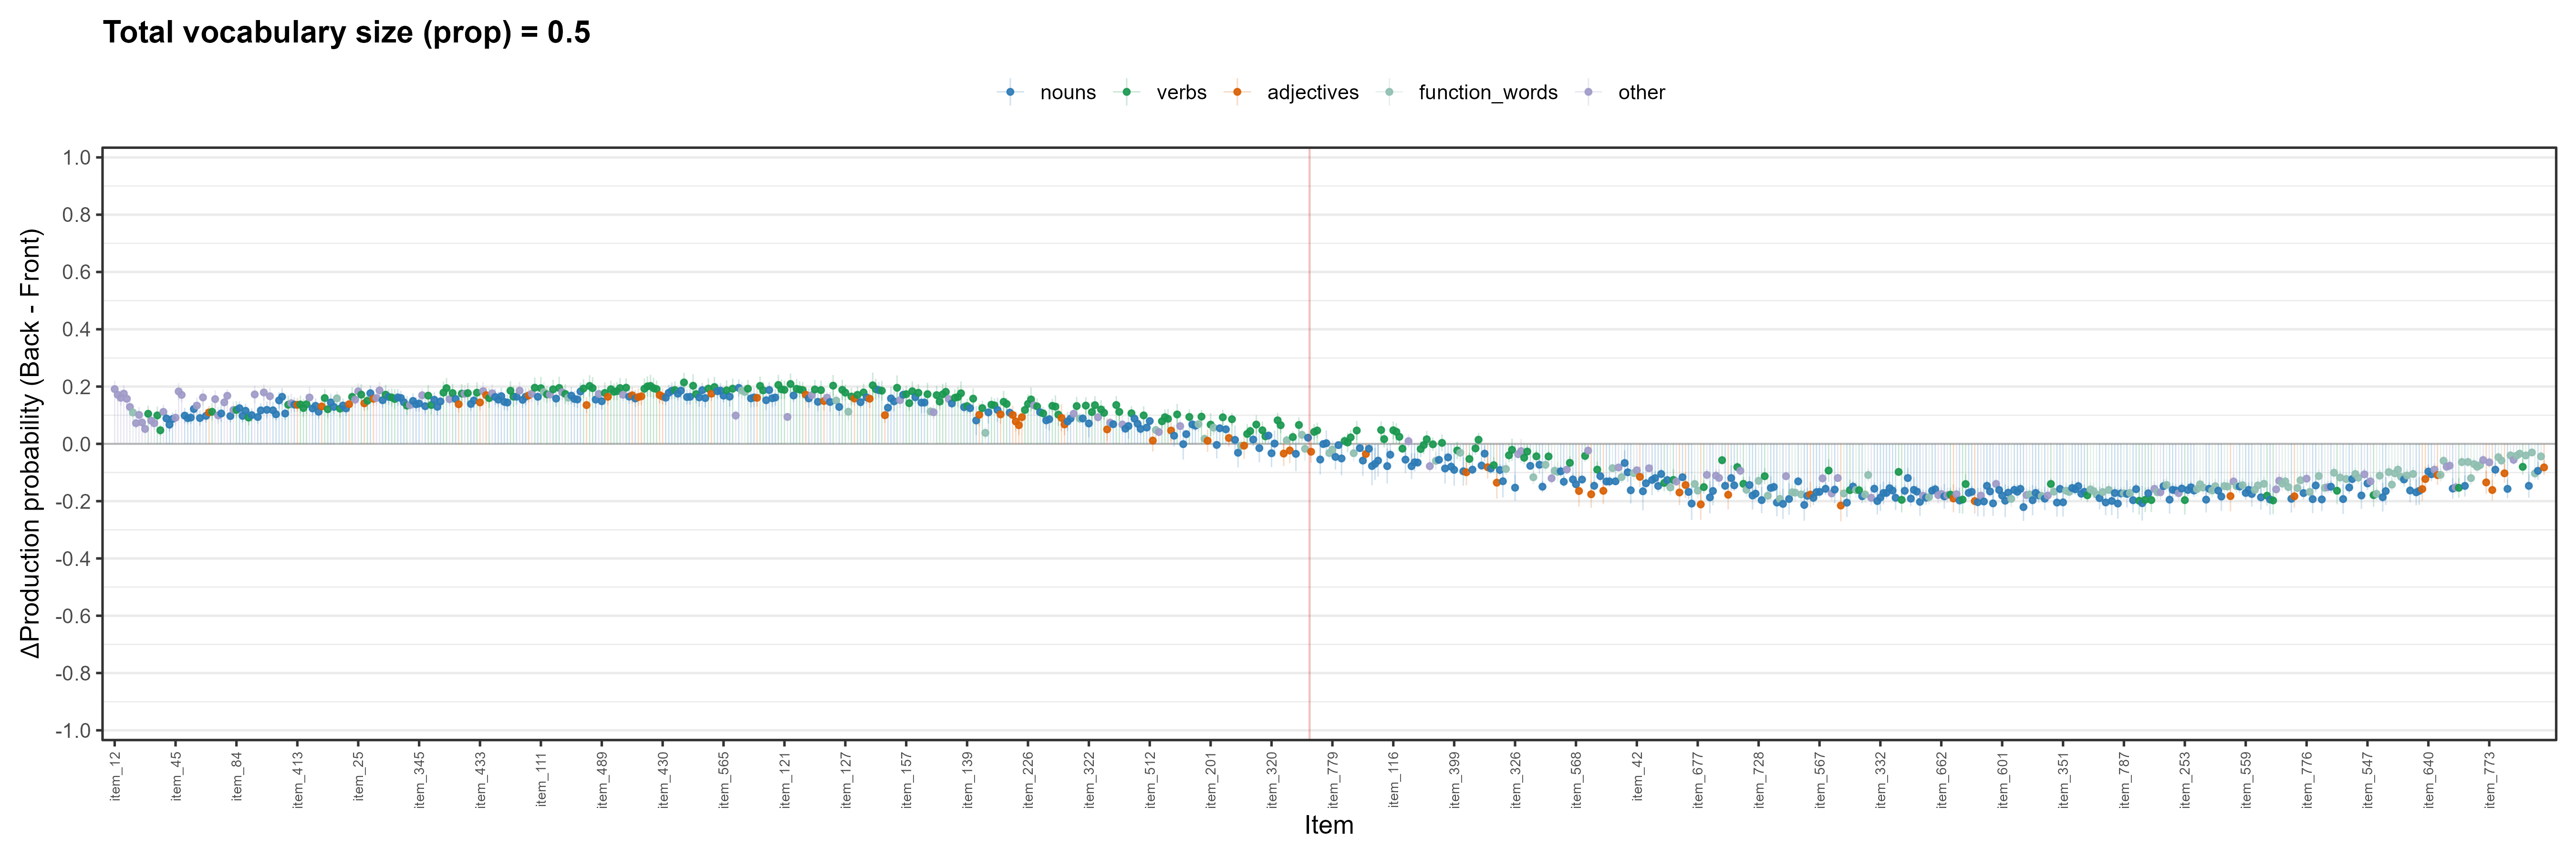 Total vocabulary size (prop) = 0.5
nouns verbs adjectives function_words other
ΔProduction probability (Back - Front)
1.0
0.8
0.6
0.4
0.2
0.0
-0.2
-0.4
-0.6
-0.8
-1.0
item_12 item_45 item_84 item_413 item_25 item_345 item_433 item_111 item_489 item_430 item_565 item_121 item_127 item_157 item_139 item_226 item_322 item_512 item_201 item_320 item_779 item_116 item_399 item_326 item_568 item_42 item_677 item_728 item_567 item_332 item_662 item_601 item_351 item_787 item_253 item_559 item_776 item_547 item_640 item_773
Item